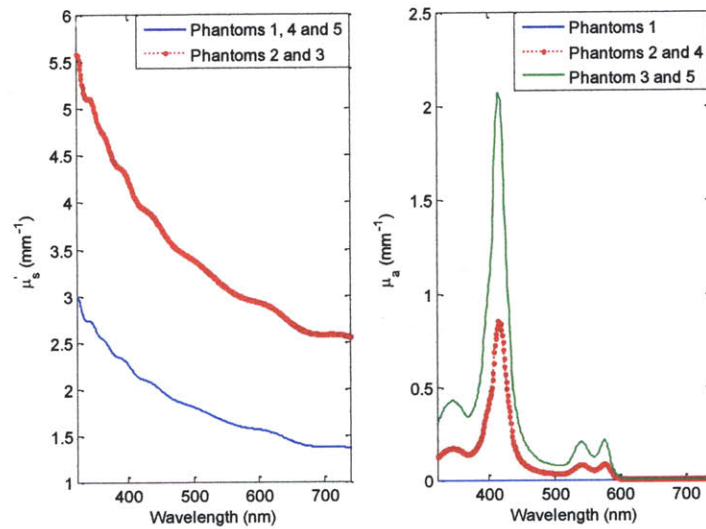 6
5.5
5
4.5
4
3.5
3
2.5
2
1.5
1
μ's (mm-1)
400 500 600 700
Wavelength (nm)
Phantoms 1, 4 and 5
Phantoms 2 and 3
2.5
2
1.5
1
0.5
0
μa (mm-1)
400 500 600 700
Wavelength (nm)
Phantoms 1
Phantoms 2 and 4
Phantom 3 and 5